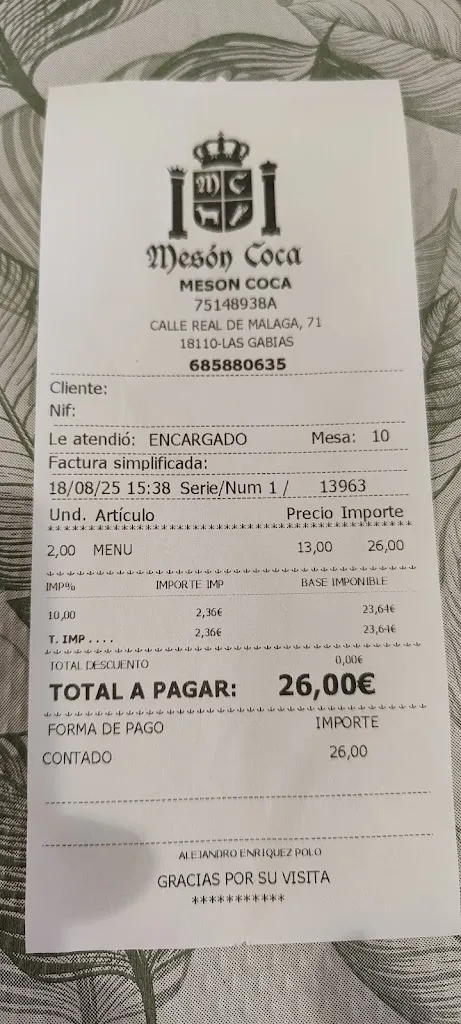 M C
Mesón Coca
MESON COCA
75148938A
CALLE REAL DE MALAGA, 71
18110-LAS GABIAS
685880635
Cliente:
Nif:
Le atendió: ENCARGADO Mesa: 10
Factura simplificada:
18/08/25 15:38 Serie/Num 1 / 13963
Und. Artículo Precio Importe
2,00 MENU 13,00 26,00
IMP% IMPORTE IMP BASE IMPONIBLE
10,00 2,36€ 23,64€
T. IMP .... 2,36€ 23,64€
TOTAL DESCUENTO 0,00€
TOTAL A PAGAR: 26,00€
FORMA DE PAGO IMPORTE
CONTADO 26,00
ALEJANDRO ENRIQUEZ POLO
GRACIAS POR SU VISITA
***********